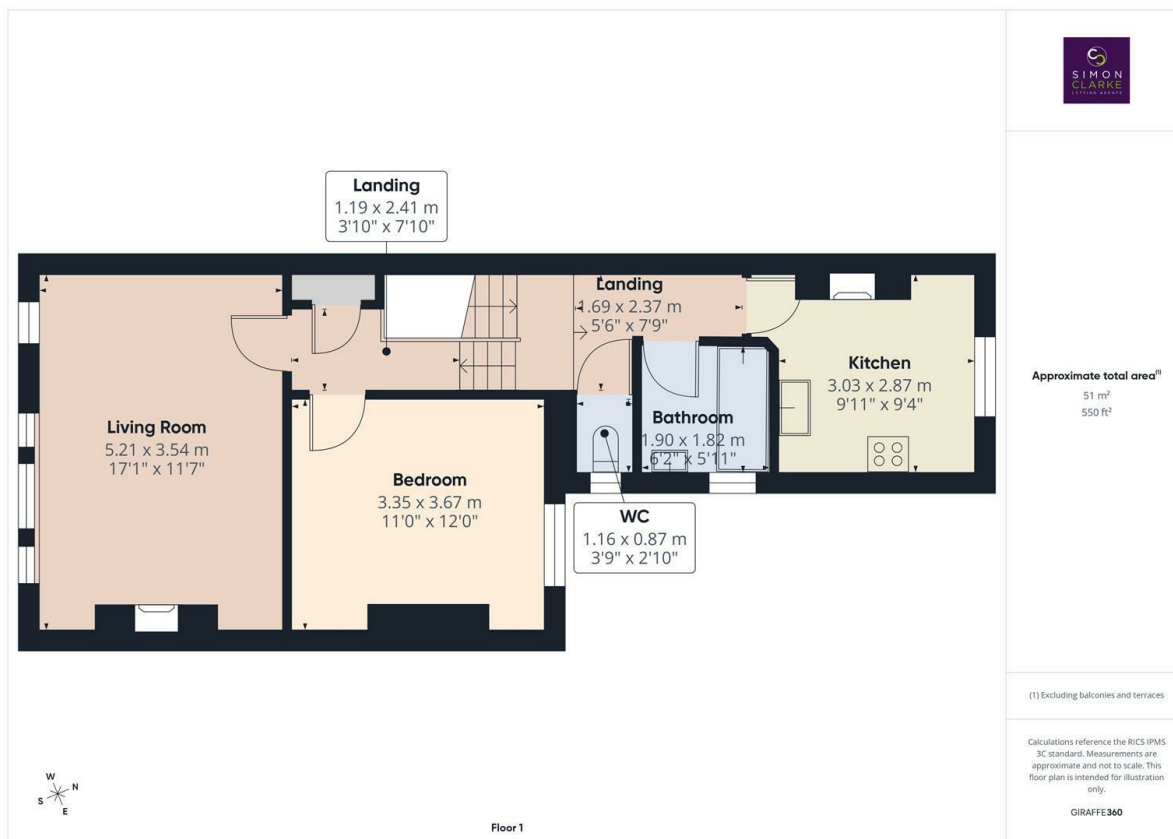 SIMON
CLARKE
LETTING AGENTS
Landing
1.19 x 2.41 m
3'10" x 7'10"
Landing
1.69 x 2.37 m
5'6" x 7'9"
Kitchen
3.03 x 2.87 m
9'11" x 9'4"
Living Room
5.21 x 3.54 m
17'1" x 11'7"
Bathroom
1.90 x 1.82 m
6'2" x 5'11"
Bedroom
3.35 x 3.67 m
11'0" x 12'0"
WC
1.16 x 0.87 m
3'9" x 2'10"
Approximate total area(1)
51 m²
550 ft²
(1) Excluding balconies and terraces
Calculations reference the RICS IPMS
3C standard. Measurements are
approximate and not to scale. This
floor plan is intended for illustration
only.
GIRAFFE360
W
N
S
E
Floor 1